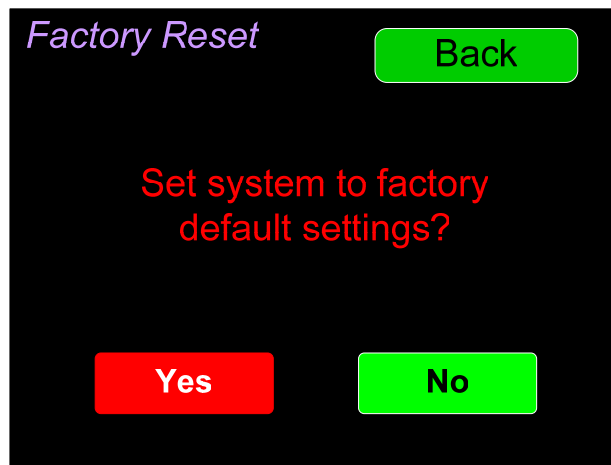 Factory Reset
Back
Set system to factory
default settings?
Yes
No